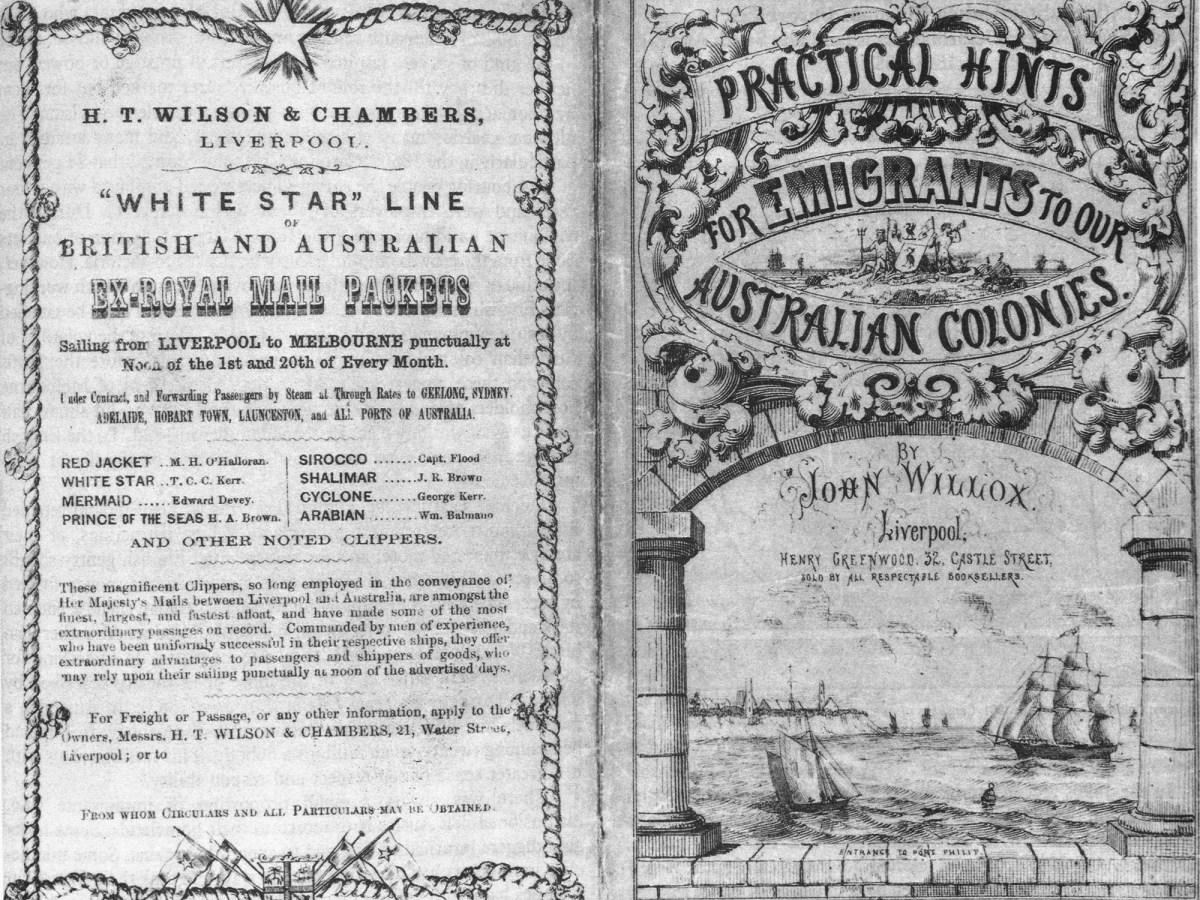 H. T. WILSON & CHAMBERS,
LIVERPOOL.
"WHITE STAR" LINE
OF
BRITISH AND AUSTRALIAN
EX-ROYAL MAIL PACKETS
Sailing from LIVERPOOL to MELBOURNE punctually at
Noon of the 1st and 20th of Every Month.
Under Contract, and Forwarding Passengers by Steam at Through Rates to GEELONG, SYDNEY,
ADELAIDE, HOBART TOWN, LAUNCESTON, and ALL PORTS OF AUSTRALIA.
RED JACKET ..M. H. O'Halloran.
WHITE STAR ..T. C. C. Kerr.
MERMAID ......Edward Devey.
PRINCE OF THE SEAS H. A. Brown.
SIROCCO ........Capt. Flood
SHALIMAR ......J. R. Brown
CYCLONE........George Kerr.
ARABIAN ........Wm. Balmano
AND OTHER NOTED CLIPPERS.
These magnificent Clippers, so long employed in the conveyance of
Her Majesty's Mails between Liverpool and Australia, are amongst the
finest, largest, and fastest afloat, and have made some of the most
extraordinary passages on record. Commanded by men of experience,
who have been uniformly successful in their respective ships, they offer
extraordinary advantages to passengers and shippers of goods, who
may rely upon their sailing punctually at noon of the advertised days.
For Freight or Passage, or any other information, apply to the
Owners, Messrs. H. T. WILSON & CHAMBERS, 21, Water Street,
Liverpool; or to
FROM WHOM CIRCULARS AND ALL PARTICULARS MAY BE OBTAINED.
PRACTICAL HINTS
FOR EMIGRANTS TO OUR
AUSTRALIAN COLONIES.
BY
JOHN WILLOX.
Liverpool;
HENRY GREENWOOD. 32, CASTLE STREET,
SOLD BY ALL RESPECTABLE BOOKSELLERS.
ENTRANCE TO PORT PHILIP